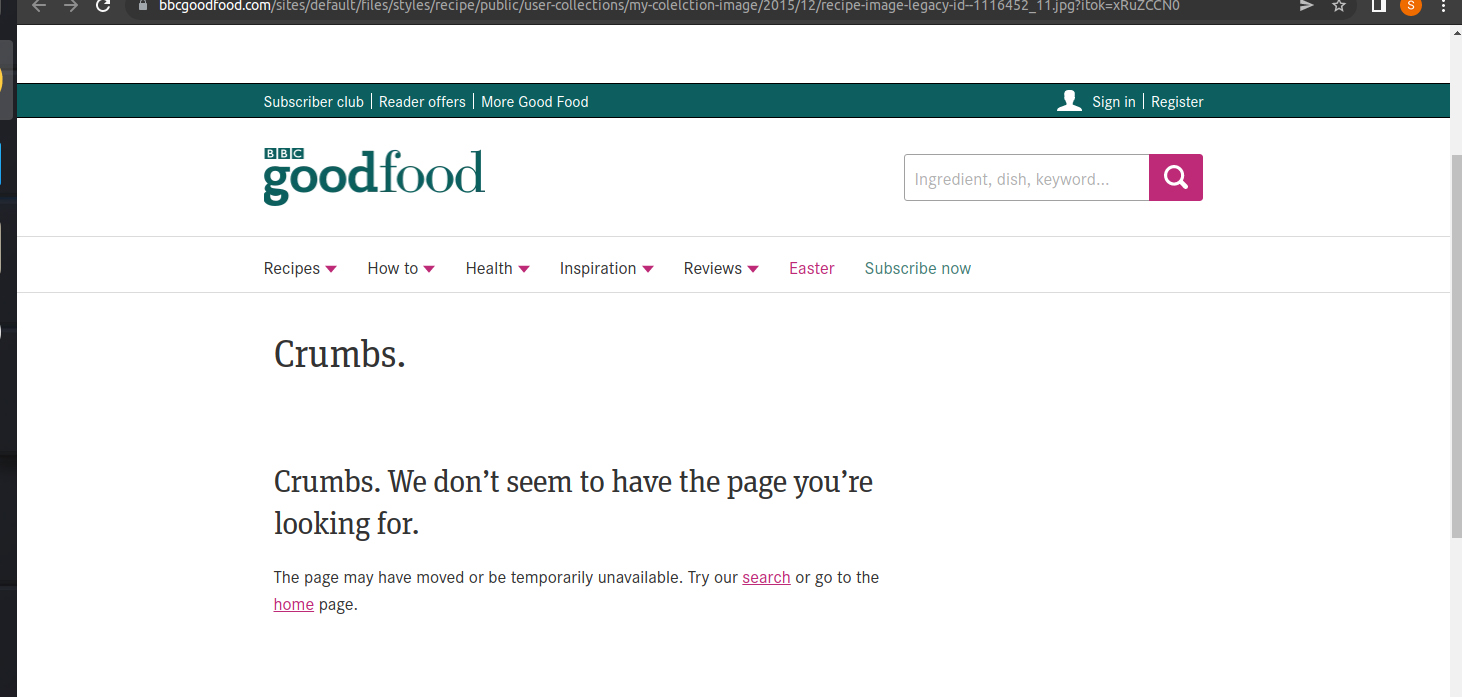 bbcgoodfood.com/sites/default/files/styles/recipe/public/user-collections/my-colelction-image/2015/12/recipe-image-legacy-id--1116452_11.jpg?itok=xRuZCCN0 S
Subscriber club Reader offers More Good Food Sign in Register
BBC
goodfood
Ingredient, dish, keyword...
Recipes How to Health Inspiration Reviews Easter Subscribe now
Crumbs.
Crumbs. We don’t seem to have the page you’re
looking for.
The page may have moved or be temporarily unavailable. Try our search or go to the
home page.